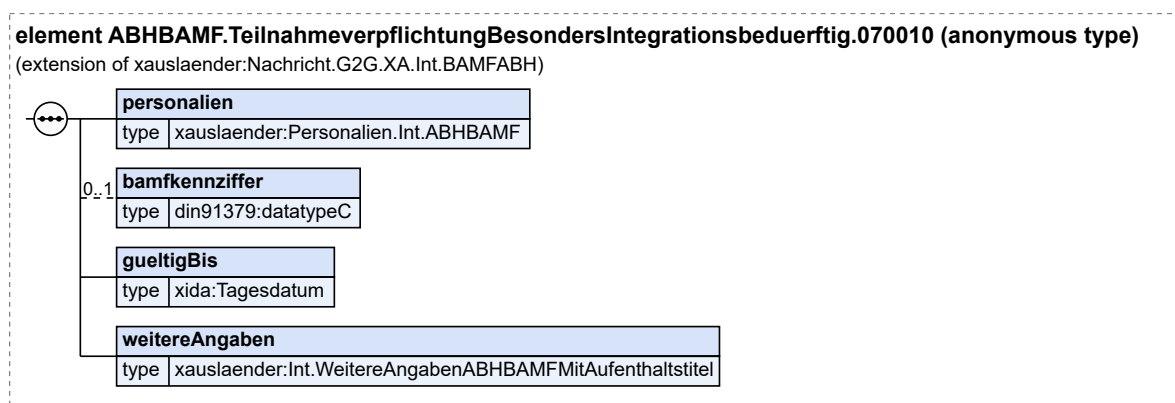 element ABHBAMF.TeilnahmeverpflichtungBesondersIntegrationsbeduerftig.070010 (anonymous type)
(extension of xauslaender:Nachricht.G2G.XA.Int.BAMFABH)
personalien
type xauslaender:Personalien.Int.ABHBAMF
0..1 bamfkennziffer
type din91379:datatypeC
gueltigBis
type xida:Tagesdatum
weitereAngaben
type xauslaender:Int.WeitereAngabenABHBAMFMitAufenthaltstitel